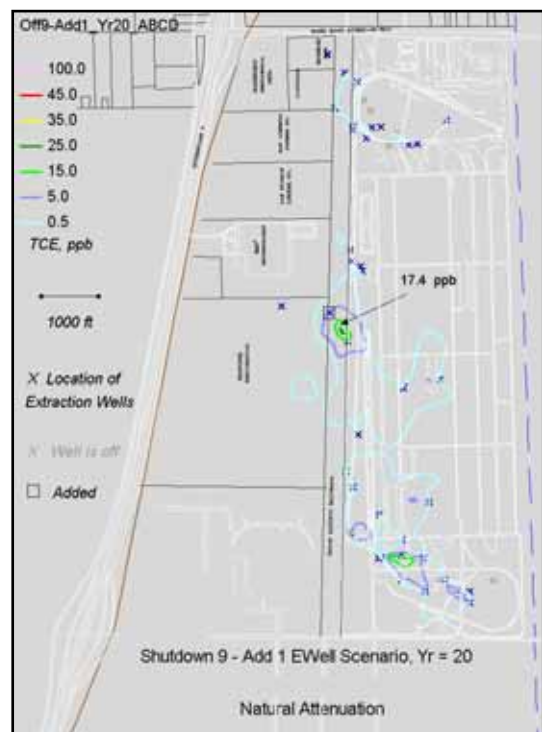 Off9-Add1_Yr20_ABCD
100.0
45.0
35.0
25.0
15.0
5.0
0.5
TCE, ppb
17.4 ppb
1000 ft
X Location of
Extraction Wells
X Well is off
Added
Shutdown 9 - Add 1 EWell Scenario, Yr = 20
Natural Attenuation